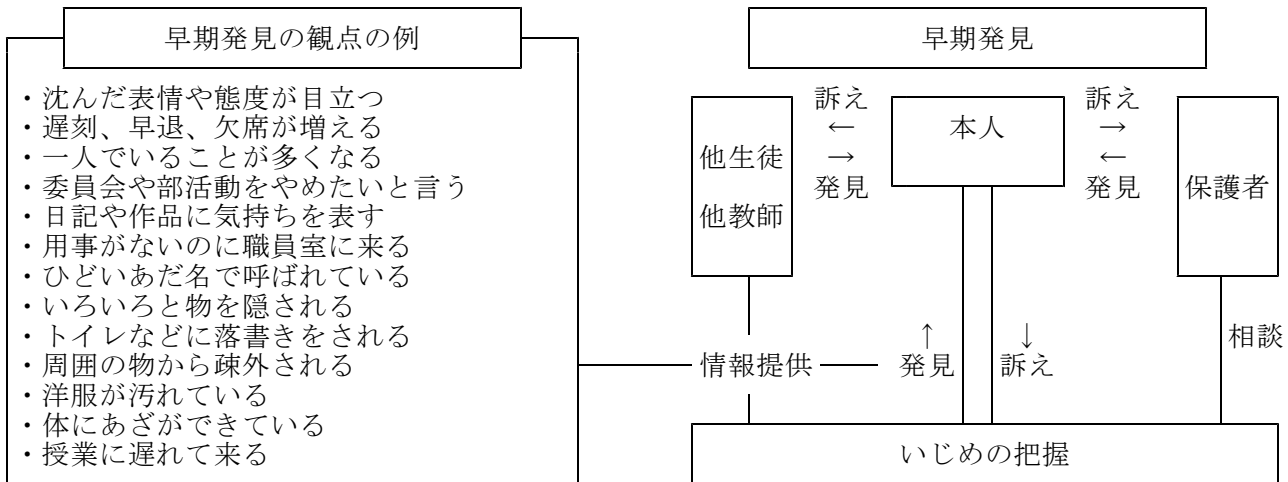 早期発見の観点の例
・沈んだ表情や態度が目立つ
・遅刻、早退、欠席が増える
・一人でいることが多くなる
・委員会や部活動をやめたいと言う
・日記や作品に気持ちを表す
・用事がないのに職員室に来る
・ひどいあだ名で呼ばれている
・いろいろと物を隠される
・トイレなどに落書きをされる
・周囲の物から疎外される
・洋服が汚れている
・体にあざができている
・授業に遅れて来る
早期発見
他生徒
他教師
訴え
←
→
発見
本人
訴え
→
←
発見
保護者
情報提供
↑
発見
↓
訴え
相談
いじめの把握